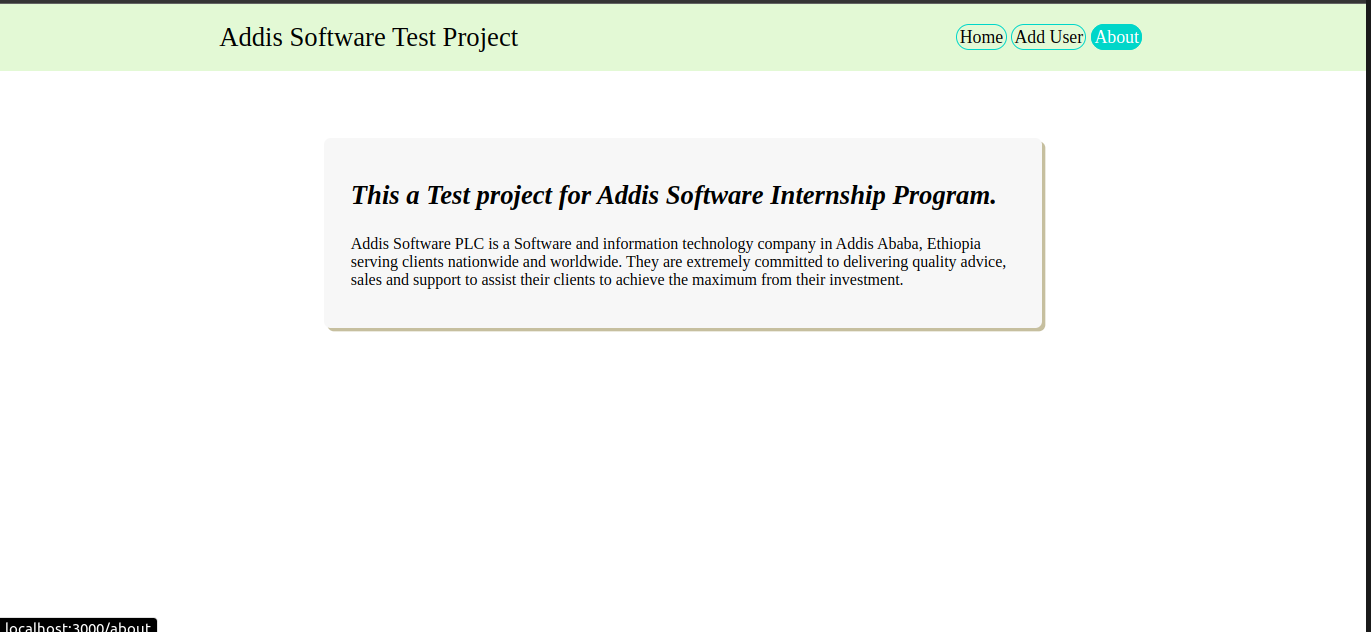 Addis Software Test Project
Home Add User About
This a Test project for Addis Software Internship Program.
Addis Software PLC is a Software and information technology company in Addis Ababa, Ethiopia
serving clients nationwide and worldwide. They are extremely committed to delivering quality advice,
sales and support to assist their clients to achieve the maximum from their investment.
localhost:3000/about